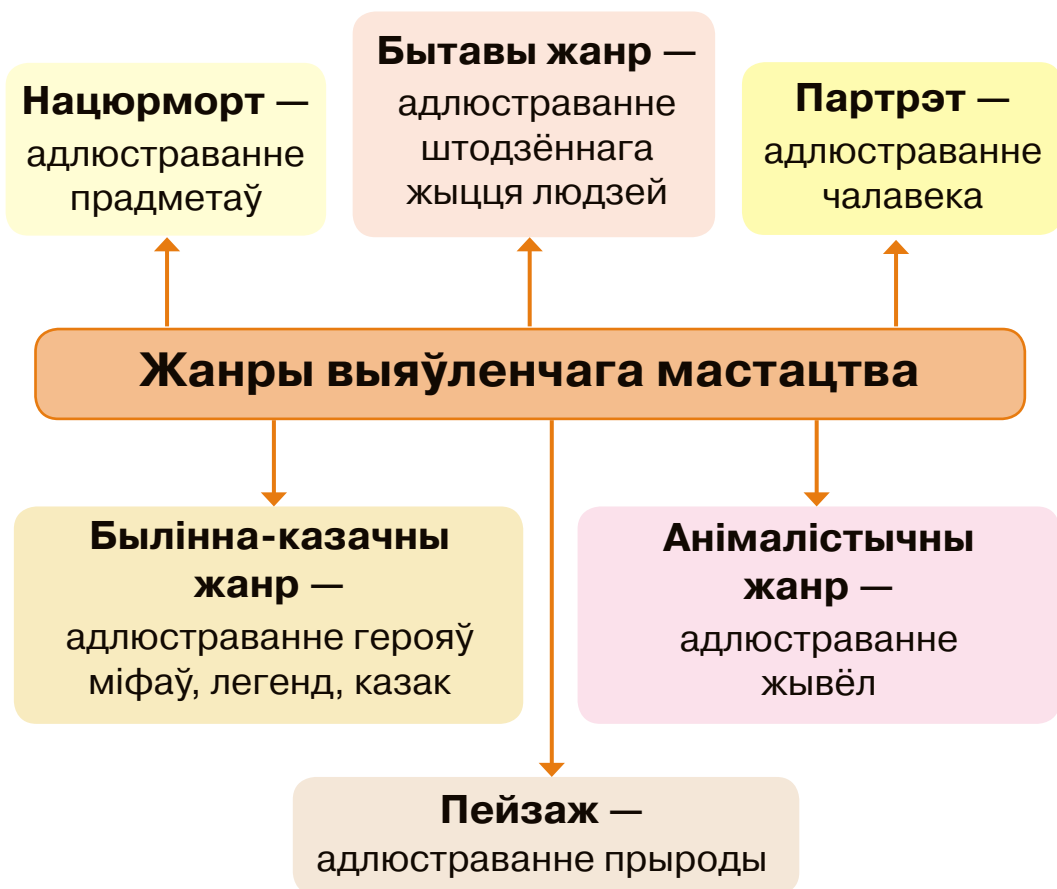 Нацюрморт —
адлюстраванне
прадметаў
Бытавы жанр —
адлюстраванне
штодзённага
жыцця людзей
Партрэт —
адлюстраванне
чалавека
Жанры выяўленчага мастацтва
Былінна-казачны
жанр —
адлюстраванне герояў
міфаў, легенд, казак
Анімалістычны
жанр —
адлюстраванне
жывёл
Пейзаж —
адлюстраванне прыроды